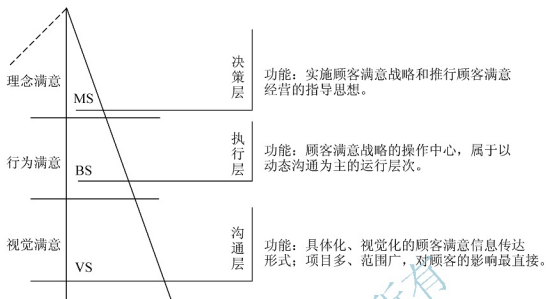 决策层
功能：实施顾客满意战略和推行顾客满意
经营的指导思想。
理念满意
MS
执行层
功能：顾客满意战略的操作中心，属于以
动态沟通为主的运行层次。
行为满意
BS
沟通层
功能：具体化、视觉化的顾客满意信息传达
形式；项目多、范围广，对顾客的影响最直接。
视觉满意
VS
所有